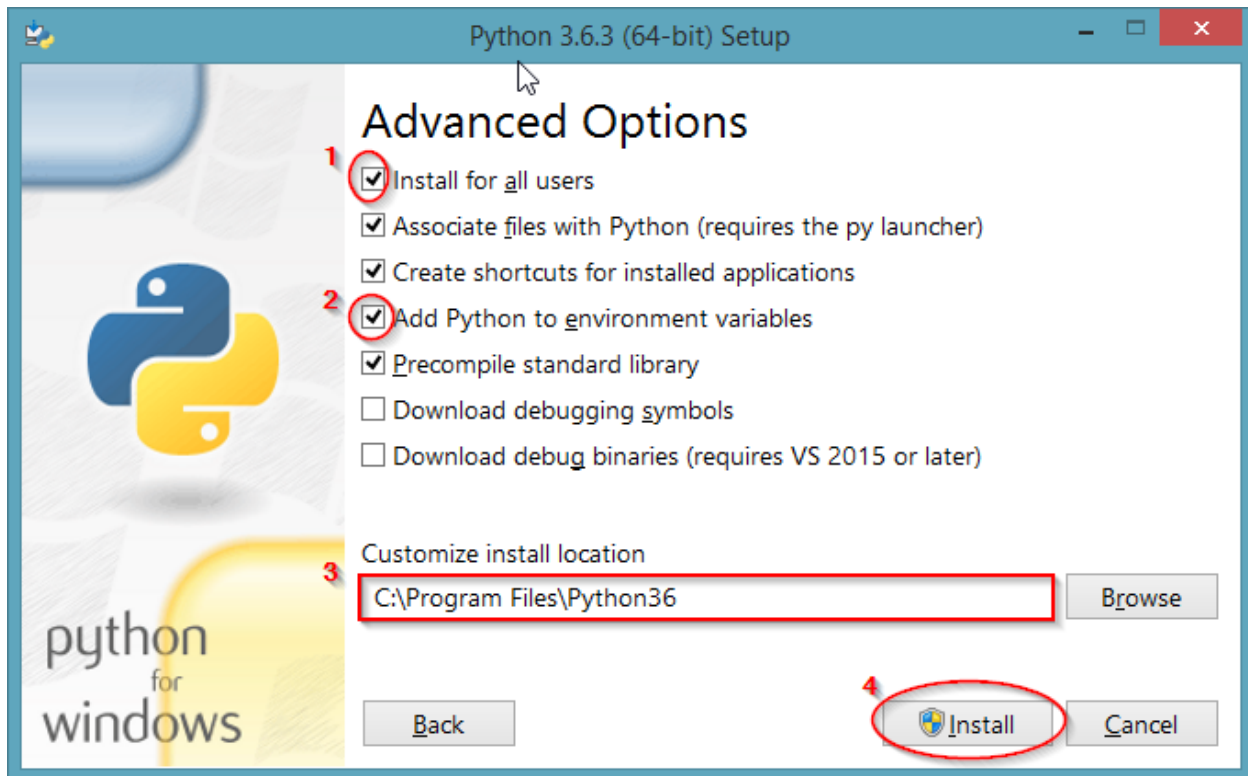 Python 3.6.3 (64-bit) Setup
Advanced Options
1
Install for all users
Associate files with Python (requires the py launcher)
Create shortcuts for installed applications
2
Add Python to environment variables
Precompile standard library
Download debugging symbols
Download debug binaries (requires VS 2015 or later)
Customize install location
3
C:\Program Files\Python36
Browse
python
for
windows
4
Back
Install
Cancel